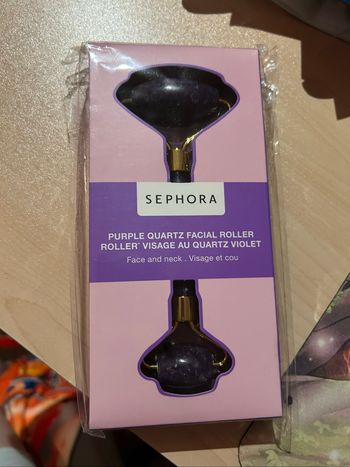 SEPHORA
PURPLE QUARTZ FACIAL ROLLER
ROLLER* VISAGE AU QUARTZ VIOLET
Face and neck . Visage et cou